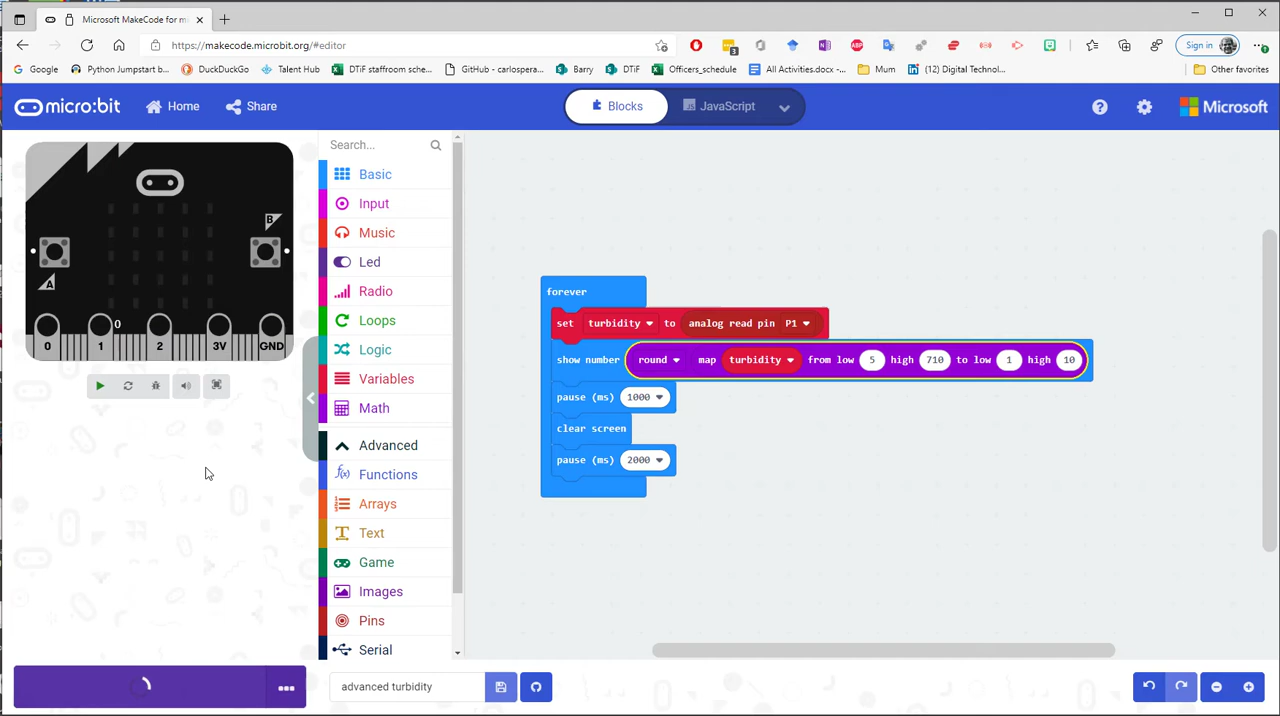 Microsoft MakeCode for m
https://makecode.microbit.org/#editor
3
Sign in
Google
Python Jumpstart b...
DuckDuckGo
Talent Hub
DTiF staffroom sche...
GitHub - carlospera...
Barry
DTiF
Officers_schedule
All Activities.docx -...
Mum
(12) Digital Technol...
Other favorites
micro:bit
Home
Share
Blocks
JavaScript
Microsoft
Search...
Basic
Input
Music
Led
Radio
Loops
Logic
Variables
Math
Advanced
Functions
Arrays
Text
Game
Images
Pins
Serial
A
B
0
0 1 2 3V GND
forever
set turbidity to analog read pin P1
show number round map turbidity from low 5 high 710 to low 1 high 10
pause (ms) 1000
clear screen
pause (ms) 2000
advanced turbidity